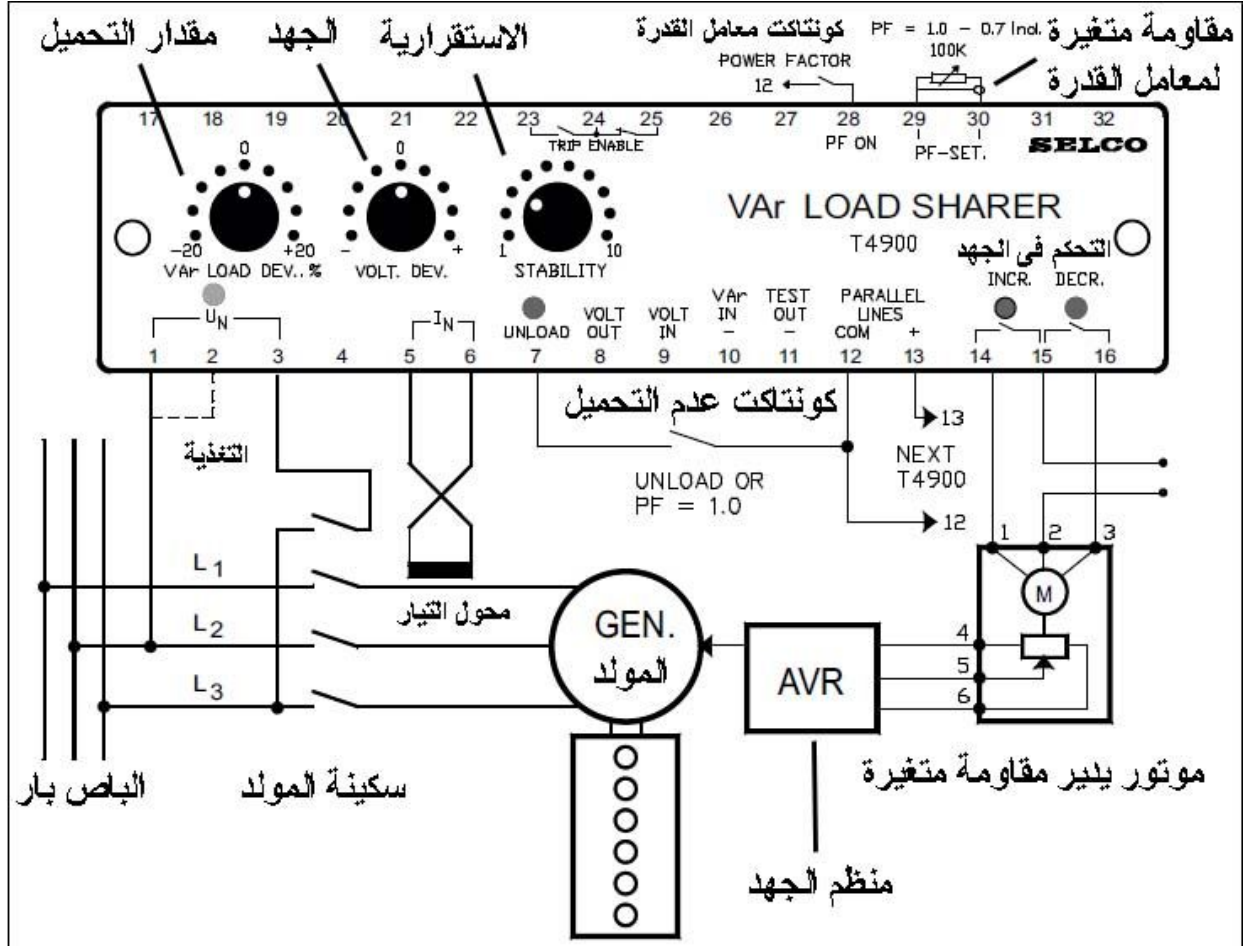 مقدار التحميل
الجهد
الاستقرارية
كونتاكت معامل القدرة
PF = 1.0 - 0.7 Incl.
مقاومة متغيرة
لمعامل القدرة
POWER FACTOR
100K
12
17 18 19 20 21 22 23 24 25 26 27 28 29 30 31 32
TRIP ENABLE
PF ON
PF-SET.
SELCO
0
0
VAr LOAD SHARER
T4900
-20 +20
- +
1 10
VAr LOAD DEV..%
VOLT. DEV.
STABILITY
التحكم فى الجهد
INCR. DECR.
UN
IN
UNLOAD
VOLT OUT
VOLT IN
VAr IN -
TEST OUT -
PARALLEL LINES
COM +
1 2 3 4 5 6 7 8 9 10 11 12 13 14 15 16
التغذية
كونتاكت عدم التحميل
UNLOAD OR
PF = 1.0
13
NEXT
T4900
12
1 2 3
M
4
5
6
L1
L2
L3
محول التيار
GEN.
المولد
AVR
الباص بار
سكينة المولد
موتور يدير مقاومة متغيرة
منظم الجهد